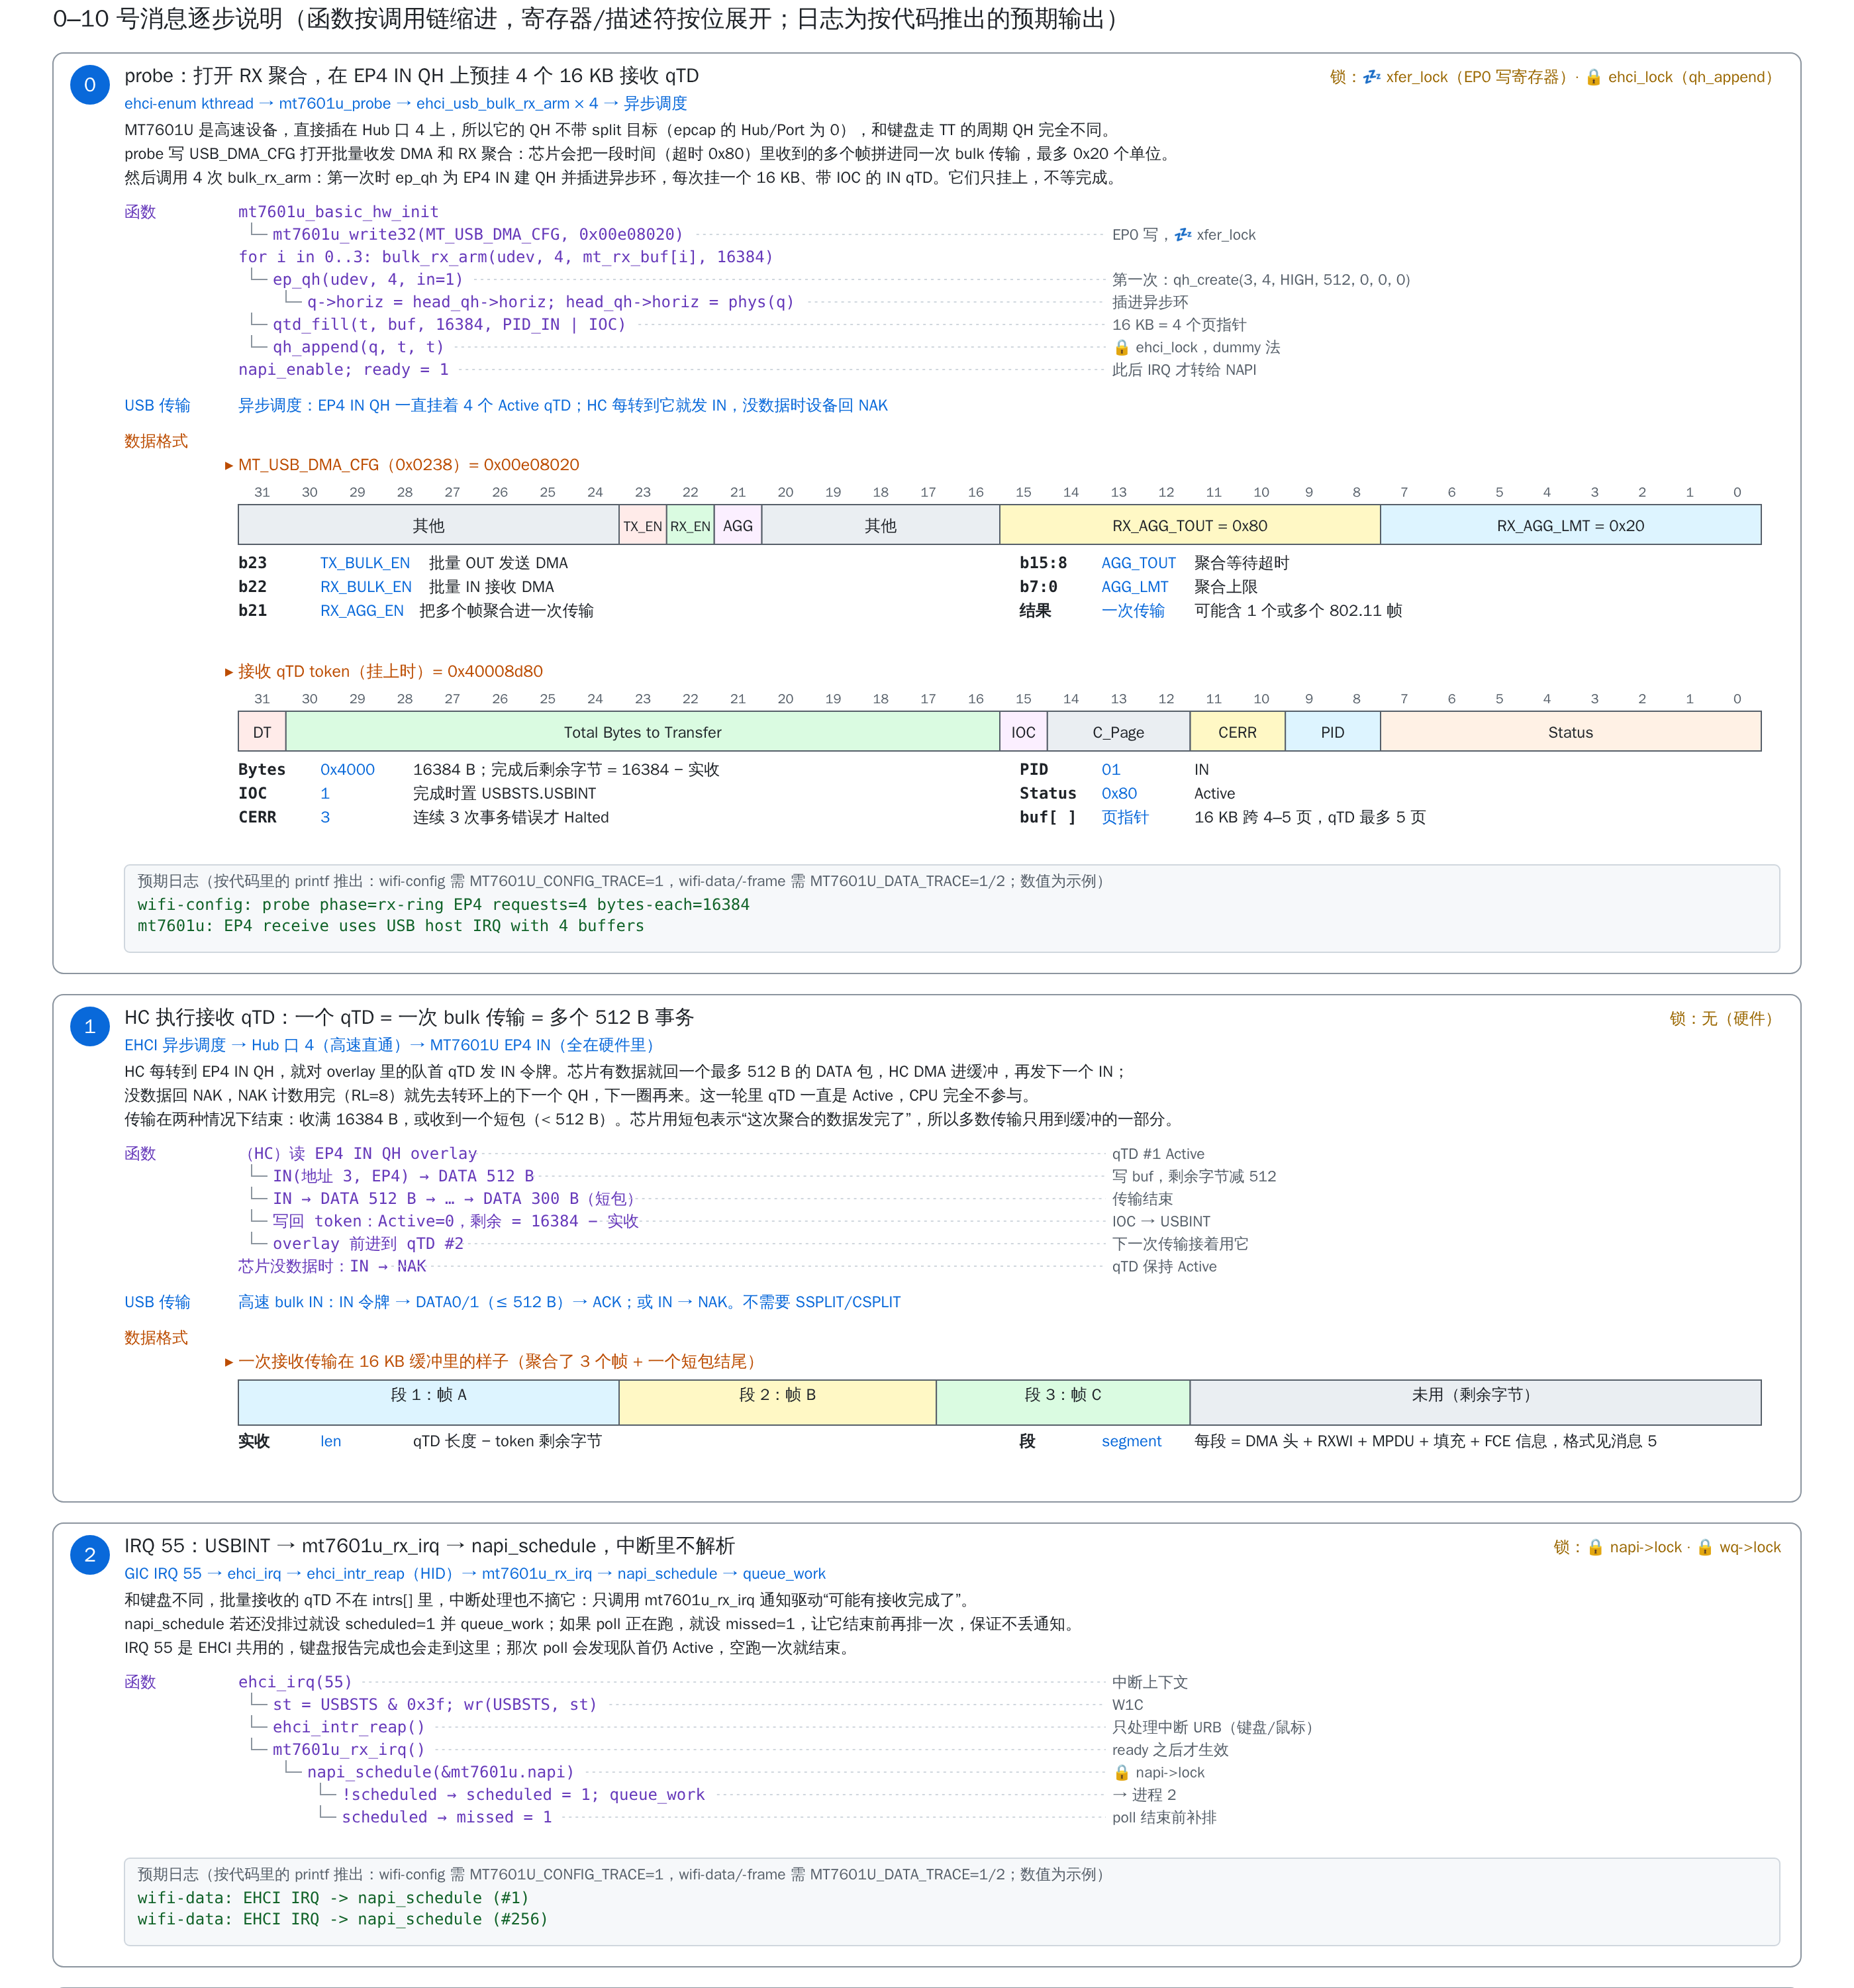 0–10 号消息逐步说明（函数按调用链缩进，寄存器/描述符按位展开；日志为按代码推出的预期输出）
0
probe：打开 RX 聚合，在 EP4 IN QH 上预挂 4 个 16 KB 接收 qTD
锁：💤 xfer_lock（EP0 写寄存器）· 🔒 ehci_lock（qh_append）
ehci-enum kthread → mt7601u_probe → ehci_usb_bulk_rx_arm × 4 → 异步调度
MT7601U 是高速设备，直接插在 Hub 口 4 上，所以它的 QH 不带 split 目标（epcap 的 Hub/Port 为 0），和键盘走 TT 的周期 QH 完全不同。
probe 写 USB_DMA_CFG 打开批量收发 DMA 和 RX 聚合：芯片会把一段时间（超时 0x80）里收到的多个帧拼进同一次 bulk 传输，最多 0x20 个单位。
然后调用 4 次 bulk_rx_arm：第一次时 ep_qh 为 EP4 IN 建 QH 并插进异步环，每次挂一个 16 KB、带 IOC 的 IN qTD。它们只挂上，不等完成。
函数 mt7601u_basic_hw_init
└─ mt7601u_write32(MT_USB_DMA_CFG, 0x00e08020) EP0 写，💤 xfer_lock
for i in 0..3: bulk_rx_arm(udev, 4, mt_rx_buf[i], 16384)
└─ ep_qh(udev, 4, in=1) 第一次：qh_create(3, 4, HIGH, 512, 0, 0, 0)
└─ q->horiz = head_qh->horiz; head_qh->horiz = phys(q) 插进异步环
└─ qtd_fill(t, buf, 16384, PID_IN | IOC) 16 KB = 4 个页指针
└─ qh_append(q, t, t) 🔒 ehci_lock，dummy 法
napi_enable; ready = 1 此后 IRQ 才转给 NAPI
USB 传输 异步调度：EP4 IN QH 一直挂着 4 个 Active qTD；HC 每转到它就发 IN，没数据时设备回 NAK
数据格式
▸ MT_USB_DMA_CFG（0x0238）= 0x00e08020
31 30 29 28 27 26 25 24 23 22 21 20 19 18 17 16 15 14 13 12 11 10 9 8 7 6 5 4 3 2 1 0
其他 TX_EN RX_EN AGG 其他 RX_AGG_TOUT = 0x80 RX_AGG_LMT = 0x20
b23 TX_BULK_EN 批量 OUT 发送 DMA b15:8 AGG_TOUT 聚合等待超时
b22 RX_BULK_EN 批量 IN 接收 DMA b7:0 AGG_LMT 聚合上限
b21 RX_AGG_EN 把多个帧聚合进一次传输 结果 一次传输 可能含 1 个或多个 802.11 帧
▸ 接收 qTD token（挂上时）= 0x40008d80
31 30 29 28 27 26 25 24 23 22 21 20 19 18 17 16 15 14 13 12 11 10 9 8 7 6 5 4 3 2 1 0
DT Total Bytes to Transfer IOC C_Page CERR PID Status
Bytes 0x4000 16384 B；完成后剩余字节 = 16384 − 实收 PID 01 IN
IOC 1 完成时置 USBSTS.USBINT Status 0x80 Active
CERR 3 连续 3 次事务错误才 Halted buf[ ] 页指针 16 KB 跨 4–5 页，qTD 最多 5 页
预期日志（按代码里的 printf 推出：wifi-config 需 MT7601U_CONFIG_TRACE=1，wifi-data/-frame 需 MT7601U_DATA_TRACE=1/2；数值为示例）
wifi-config: probe phase=rx-ring EP4 requests=4 bytes-each=16384
mt7601u: EP4 receive uses USB host IRQ with 4 buffers
1
HC 执行接收 qTD：一个 qTD = 一次 bulk 传输 = 多个 512 B 事务
锁：无（硬件）
EHCI 异步调度 → Hub 口 4（高速直通）→ MT7601U EP4 IN（全在硬件里）
HC 每转到 EP4 IN QH，就对 overlay 里的队首 qTD 发 IN 令牌。芯片有数据就回一个最多 512 B 的 DATA 包，HC DMA 进缓冲，再发下一个 IN；
没数据回 NAK，NAK 计数用完（RL=8）就先去转环上的下一个 QH，下一圈再来。这一轮里 qTD 一直是 Active，CPU 完全不参与。
传输在两种情况下结束：收满 16384 B，或收到一个短包（< 512 B）。芯片用短包表示“这次聚合的数据发完了”，所以多数传输只用到缓冲的一部分。
函数 （HC）读 EP4 IN QH overlay qTD #1 Active
└─ IN(地址 3, EP4) → DATA 512 B 写 buf，剩余字节减 512
└─ IN → DATA 512 B → … → DATA 300 B（短包） 传输结束
└─ 写回 token：Active=0，剩余 = 16384 − 实收 IOC → USBINT
└─ overlay 前进到 qTD #2 下一次传输接着用它
芯片没数据时：IN → NAK qTD 保持 Active
USB 传输 高速 bulk IN：IN 令牌 → DATA0/1（≤ 512 B）→ ACK；或 IN → NAK。不需要 SSPLIT/CSPLIT
数据格式
▸ 一次接收传输在 16 KB 缓冲里的样子（聚合了 3 个帧 + 一个短包结尾）
段 1：帧 A 段 2：帧 B 段 3：帧 C 未用（剩余字节）
实收 len qTD 长度 − token 剩余字节 段 segment 每段 = DMA 头 + RXWI + MPDU + 填充 + FCE 信息，格式见消息 5
2
IRQ 55：USBINT → mt7601u_rx_irq → napi_schedule，中断里不解析
锁：🔒 napi->lock · 🔒 wq->lock
GIC IRQ 55 → ehci_irq → ehci_intr_reap（HID）→ mt7601u_rx_irq → napi_schedule → queue_work
和键盘不同，批量接收的 qTD 不在 intrs[] 里，中断处理也不摘它：只调用 mt7601u_rx_irq 通知驱动“可能有接收完成了”。
napi_schedule 若还没排过就设 scheduled=1 并 queue_work；如果 poll 正在跑，就设 missed=1，让它结束前再排一次，保证不丢通知。
IRQ 55 是 EHCI 共用的，键盘报告完成也会走到这里；那次 poll 会发现队首仍 Active，空跑一次就结束。
函数 ehci_irq(55) 中断上下文
└─ st = USBSTS & 0x3f; wr(USBSTS, st) W1C
└─ ehci_intr_reap() 只处理中断 URB（键盘/鼠标）
└─ mt7601u_rx_irq() ready 之后才生效
└─ napi_schedule(&mt7601u.napi) 🔒 napi->lock
└─ !scheduled → scheduled = 1; queue_work → 进程 2
└─ scheduled → missed = 1 poll 结束前补排
预期日志（按代码里的 printf 推出：wifi-config 需 MT7601U_CONFIG_TRACE=1，wifi-data/-frame 需 MT7601U_DATA_TRACE=1/2；数值为示例）
wifi-data: EHCI IRQ -> napi_schedule (#1)
wifi-data: EHCI IRQ -> napi_schedule (#256)